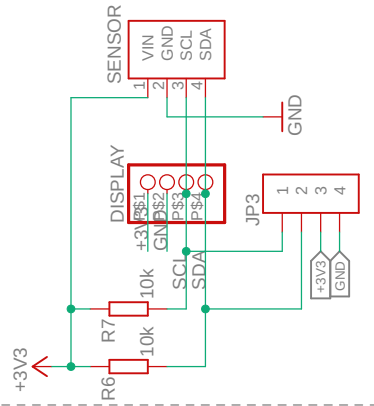 SENSOR
VIN
GND
SCL
SDA
1
2
3
4
GND
DISPLAY
P$1
P$2
P$3
P$4
+3V3
GND
SCL
SDA
JP3
1
2
3
4
+3V3
GND
10k
R7
10k
R6
+3V3